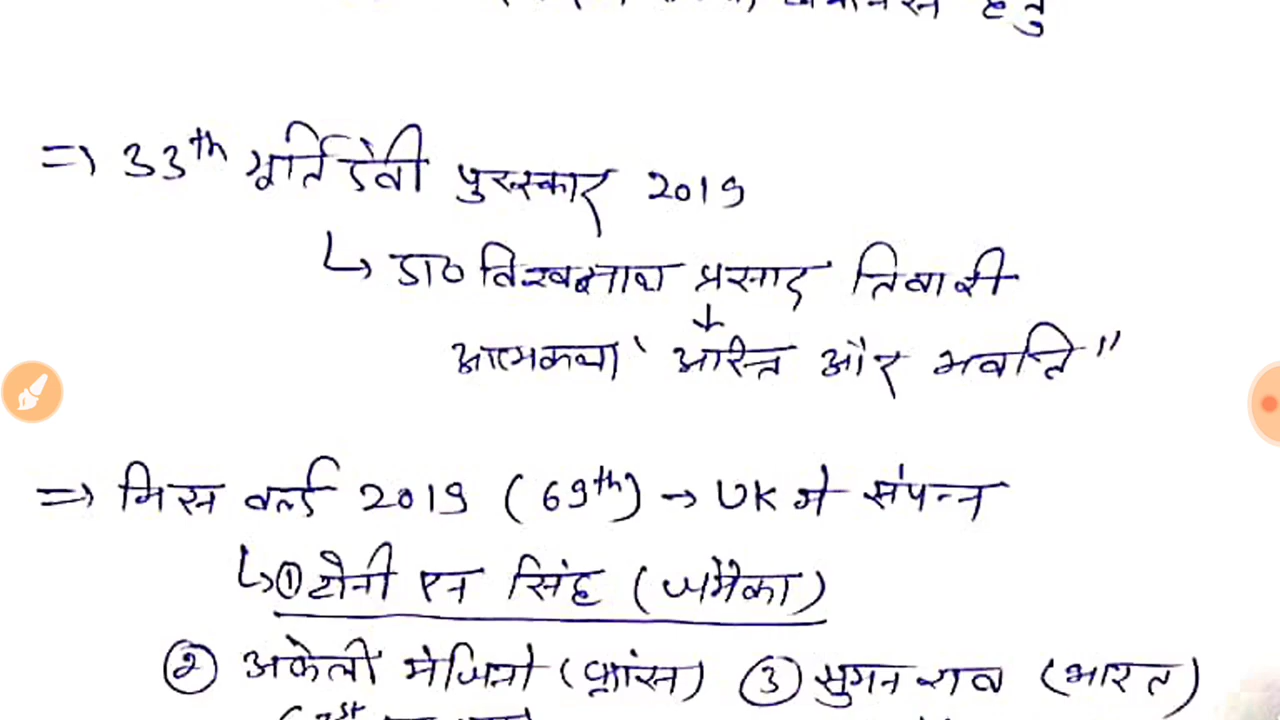 हेतु
=> 33th मूर्ति देवी पुरस्कार 2019
↳ डा० विश्वनाथ प्रसाद तिवारी
↓
आत्मकथा ' अस्ति और भवति"
=> मिस वर्ल्ड 2019 (69th) → UK मे संपन्न
↳ ① टोनी एन सिंह (जमैका)
② अकेली मेजिनो (फ्रांस) ③ सुमन राव (भारत)